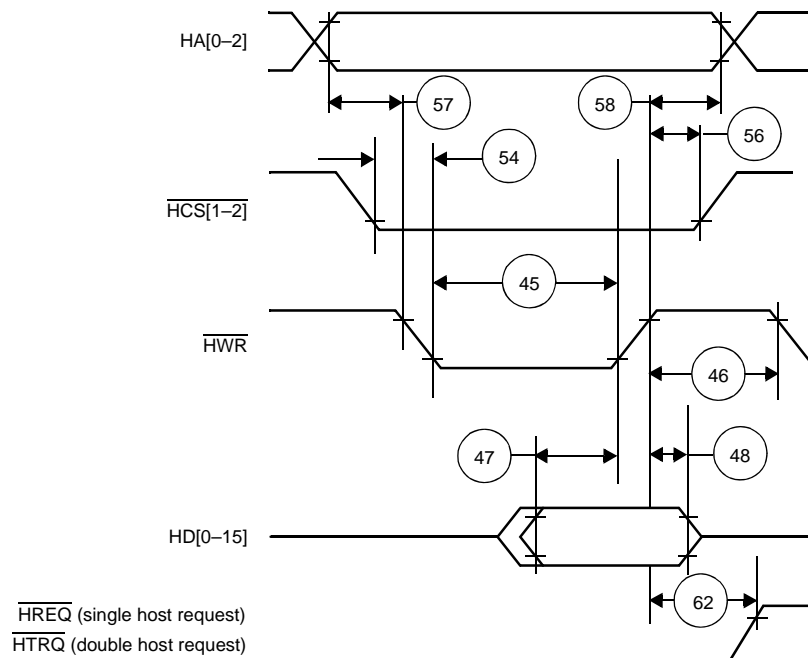 HA[0–2]
57
58
56
54
HCS[1–2]
45
HWR
46
47
48
HD[0–15]
62
HREQ (single host request)
HTRQ (double host request)